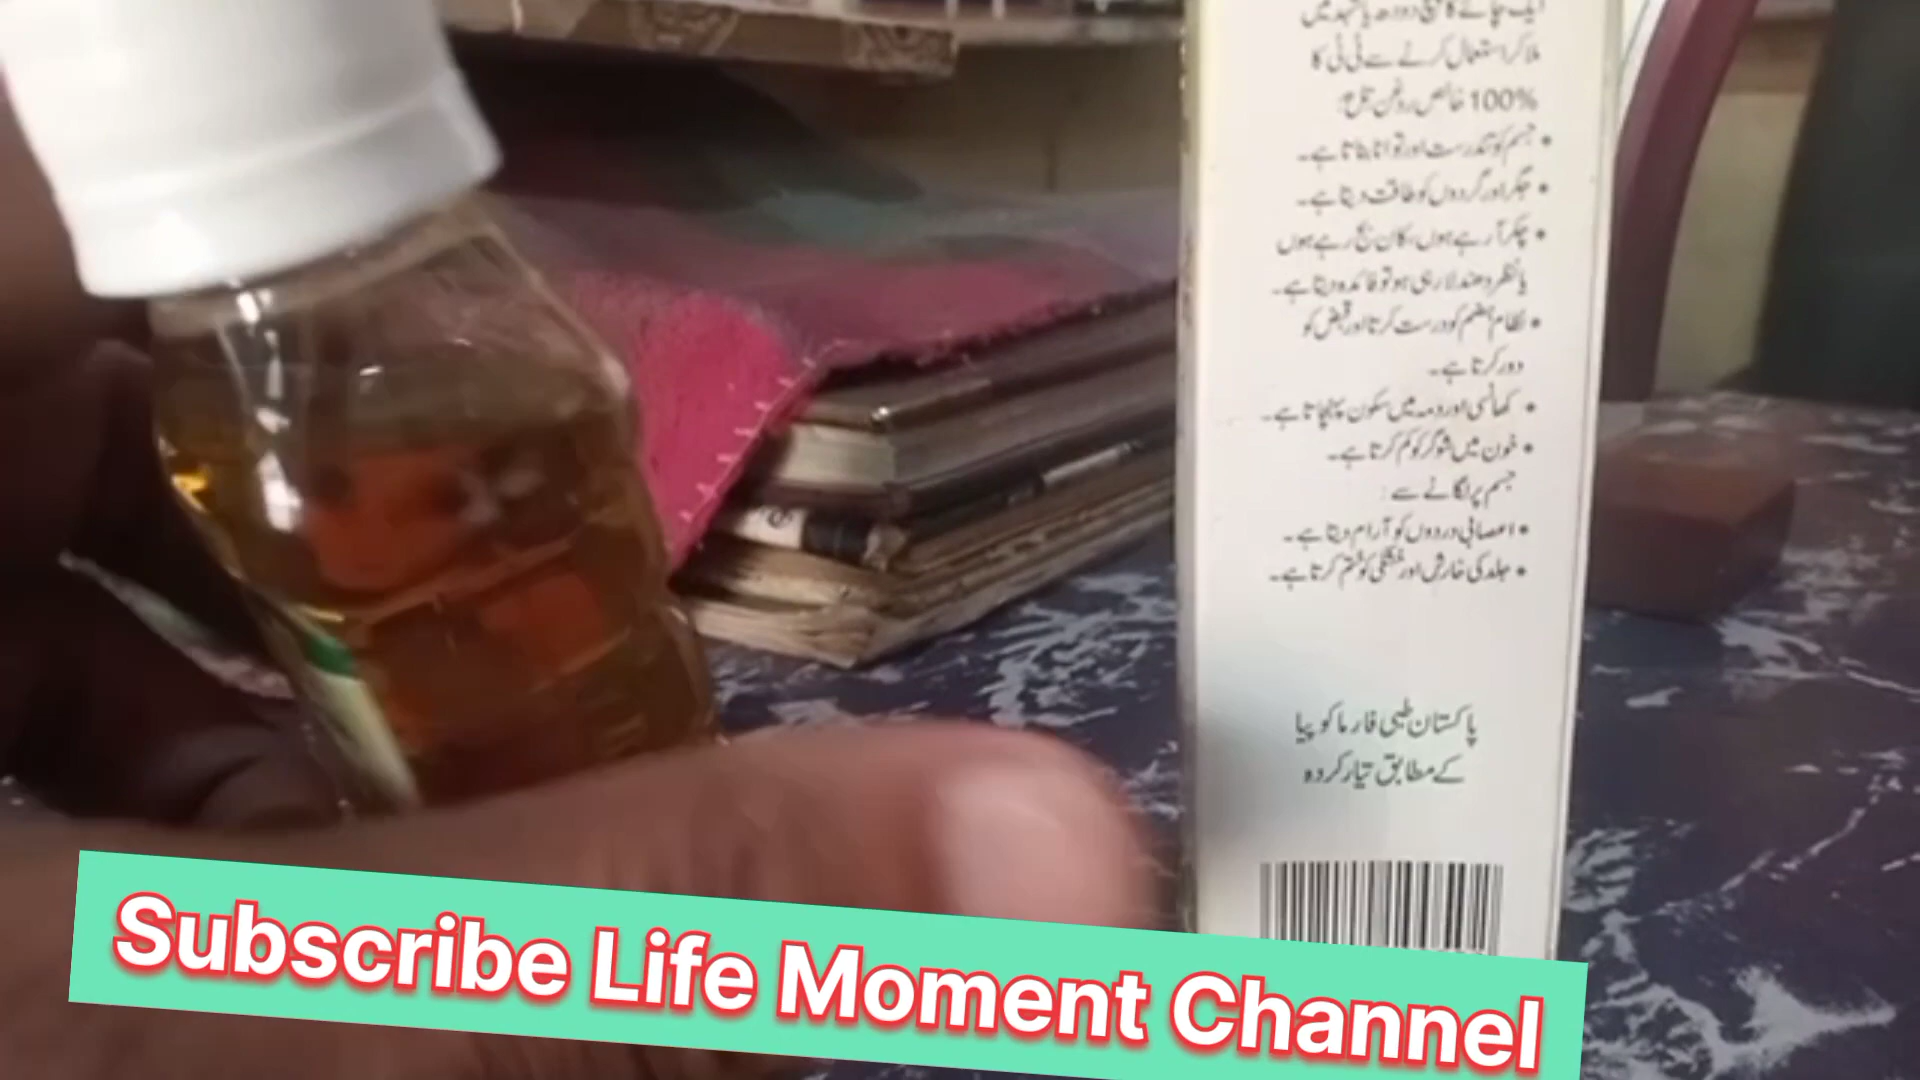 ایک چائے کا چمچ دودھ یا شہد میں
ملا کر استعمال کرنے سے ٹی ٹی کا
100% خالص روغن تل:
• جسم کو تندرست اور توانا بناتا ہے۔
• جگر اور گردوں کو طاقت دیتا ہے۔
• چکر آ رہے ہوں، کان بج رہے ہوں
یا نظر دھندلا رہی ہو تو فائدہ دیتا ہے۔
• نظام ہضم کو درست کرتا اور قبض کو
دور کرتا ہے۔
• کھانسی اور دمہ میں سکون پہنچاتا ہے۔
• خون میں شوگر کو کم کرتا ہے۔
جسم پر لگانے سے :
• اعصابی دردوں کو آرام دیتا ہے۔
• جلد کی خارش اور خشکی کو ختم کرتا ہے۔
پاکستان طبی فارماکوپیا
کے مطابق تیار کردہ
Subscribe Life Moment Channel